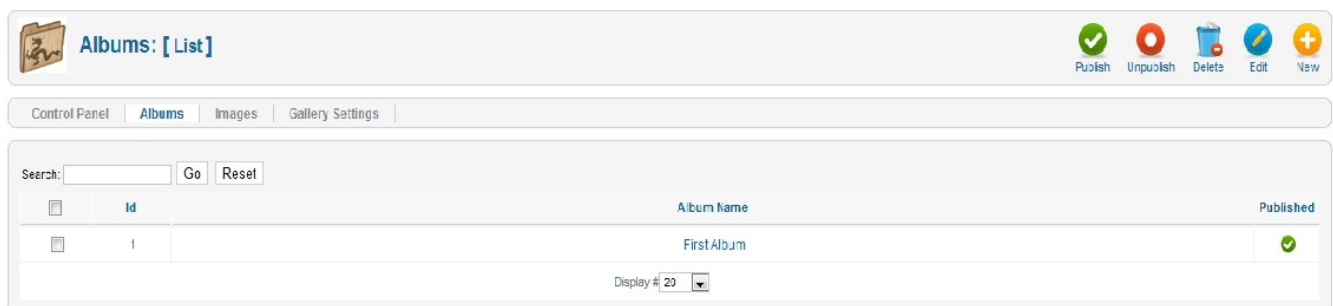 Albums: [ List ]
Publish Unpublish Delete Edit New
Control Panel Albums Images Gallery Settings
Search: Go Reset
Id Album Name Published
1 First Album
Display # 20